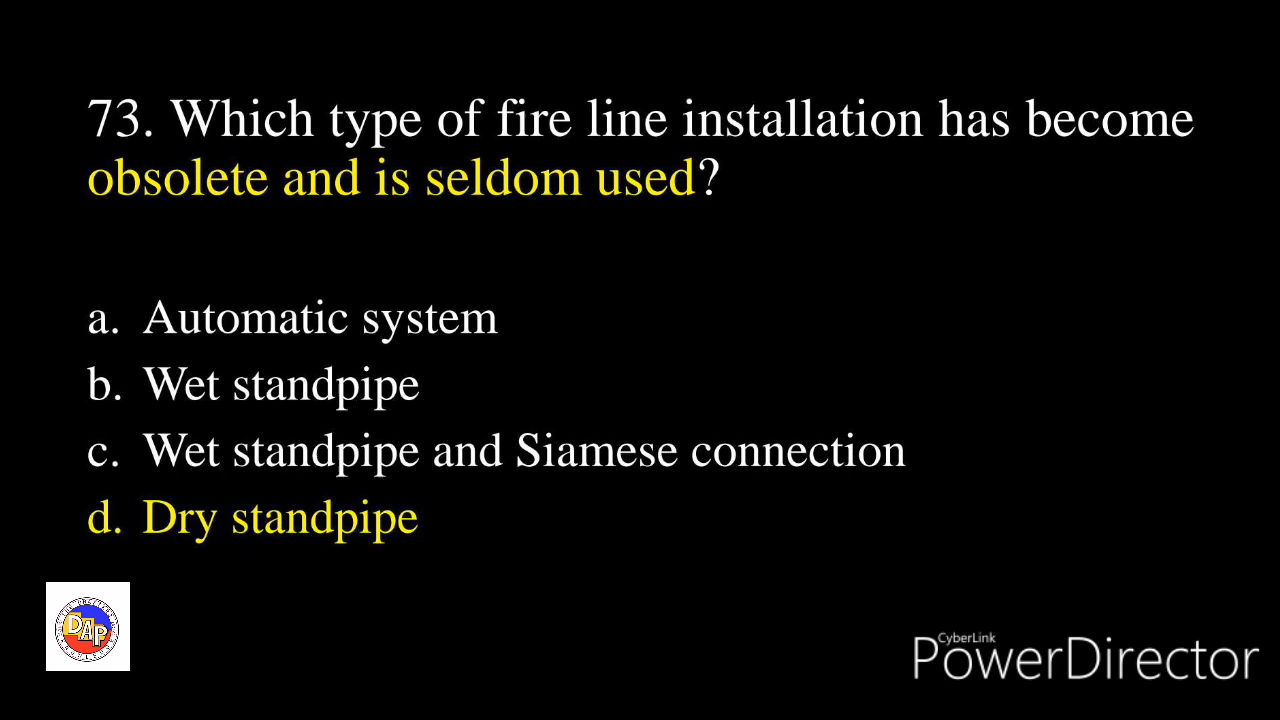 73. Which type of fire line installation has become
obsolete and is seldom used?
a. Automatic system
b. Wet standpipe
c. Wet standpipe and Siamese connection
d. Dry standpipe
DAP
CyberLink
PowerDirector